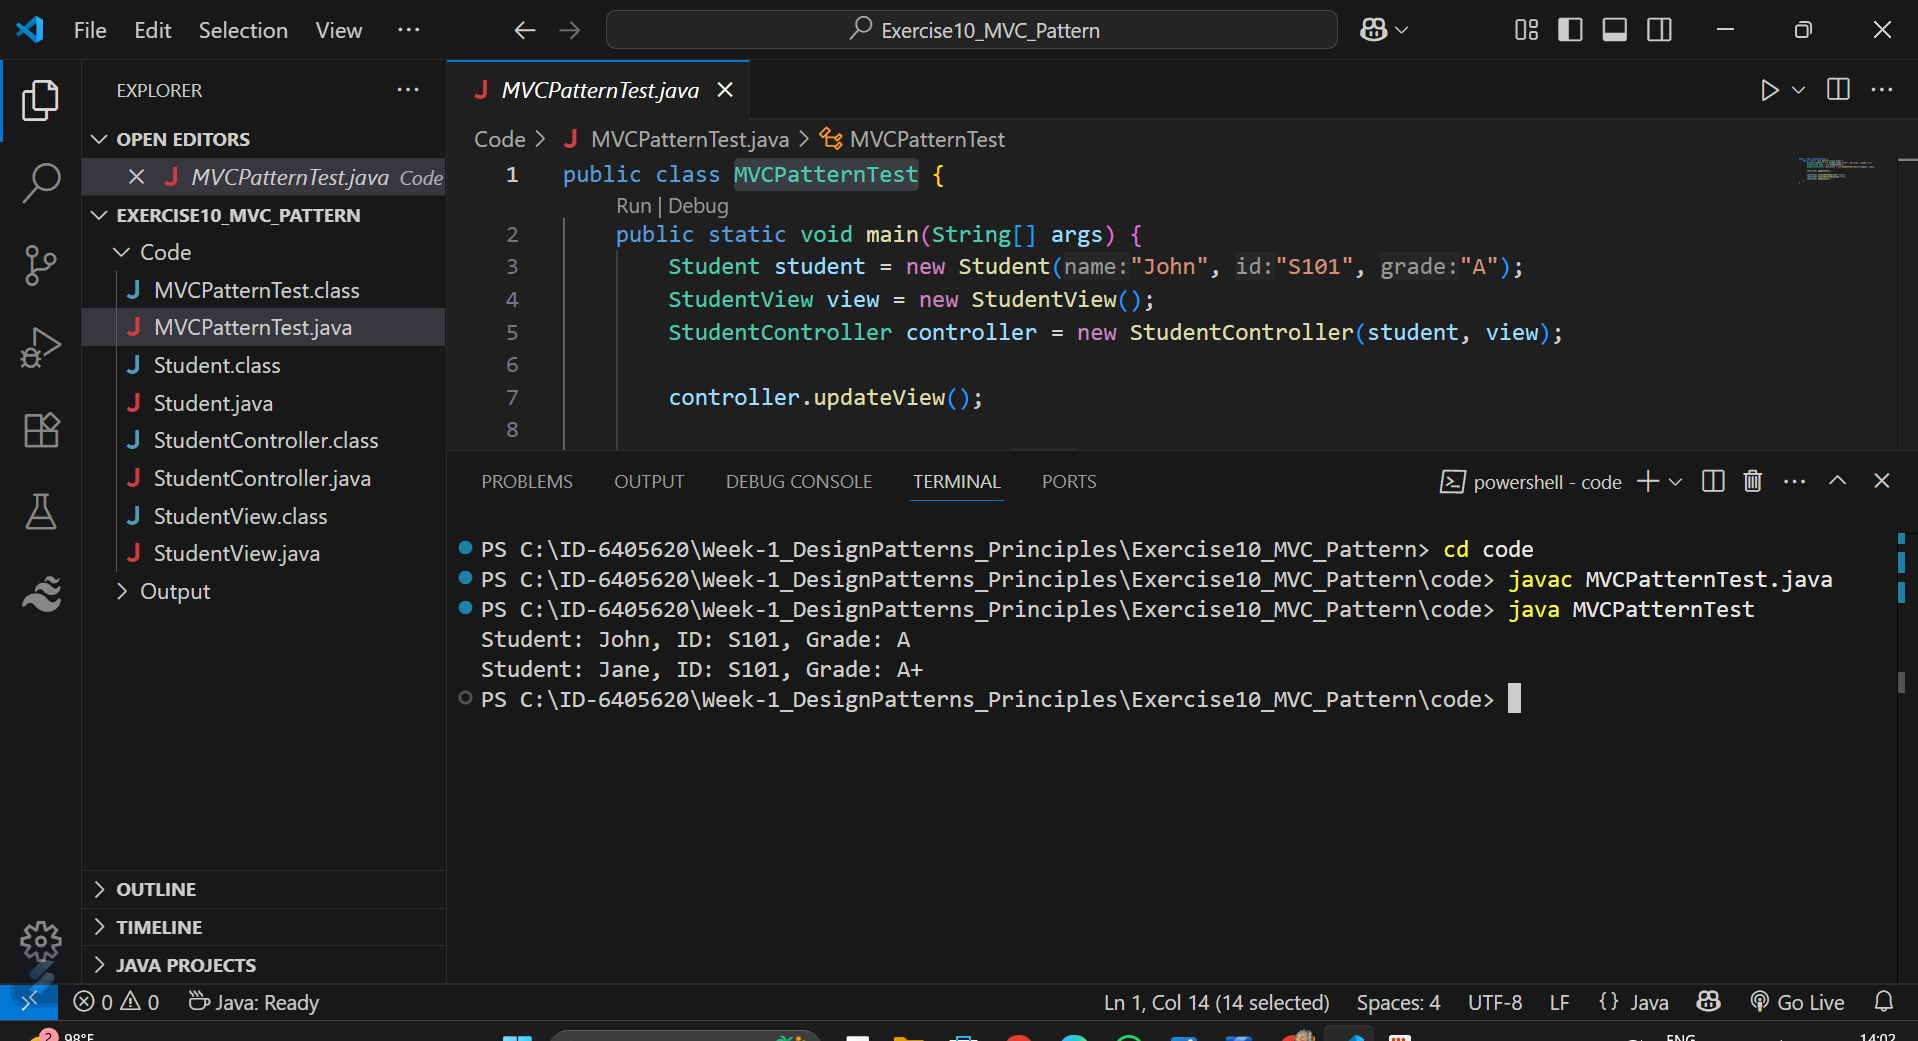 File Edit Selection View ···
Exercise10_MVC_Pattern
EXPLORER
OPEN EDITORS
MVCPatternTest.java Code
EXERCISE10_MVC_PATTERN
Code
MVCPatternTest.class
MVCPatternTest.java
Student.class
Student.java
StudentController.class
StudentController.java
StudentView.class
StudentView.java
Output
OUTLINE
TIMELINE
JAVA PROJECTS
MVCPatternTest.java
Code > MVCPatternTest.java > MVCPatternTest
1 public class MVCPatternTest {
Run | Debug
2 public static void main(String[] args) {
3 Student student = new Student(name:"John", id:"S101", grade:"A");
4 StudentView view = new StudentView();
5 StudentController controller = new StudentController(student, view);
6
7 controller.updateView();
8
PROBLEMS OUTPUT DEBUG CONSOLE TERMINAL PORTS
powershell - code
PS C:\ID-6405620\Week-1_DesignPatterns_Principles\Exercise10_MVC_Pattern> cd code
PS C:\ID-6405620\Week-1_DesignPatterns_Principles\Exercise10_MVC_Pattern\code> javac MVCPatternTest.java
PS C:\ID-6405620\Week-1_DesignPatterns_Principles\Exercise10_MVC_Pattern\code> java MVCPatternTest
Student: John, ID: S101, Grade: A
Student: Jane, ID: S101, Grade: A+
PS C:\ID-6405620\Week-1_DesignPatterns_Principles\Exercise10_MVC_Pattern\code>
0 0 Java: Ready
Ln 1, Col 14 (14 selected) Spaces: 4 UTF-8 LF {} Java Go Live
2 98°F
ENG
14:02